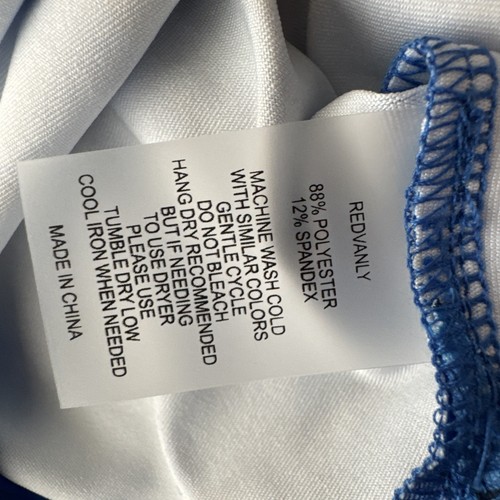 REDVANLY
88% POLYESTER
12% SPANDEX
MACHINE WASH COLD
WITH SIMILAR COLORS
GENTLE CYCLE
DO NOT BLEACH
HANG DRY RECOMMENDED
BUT IF NEEDING
TO USE DRYER
PLEASE USE
TUMBLE DRY LOW
COOL IRON WHEN NEEDED
MADE IN CHINA